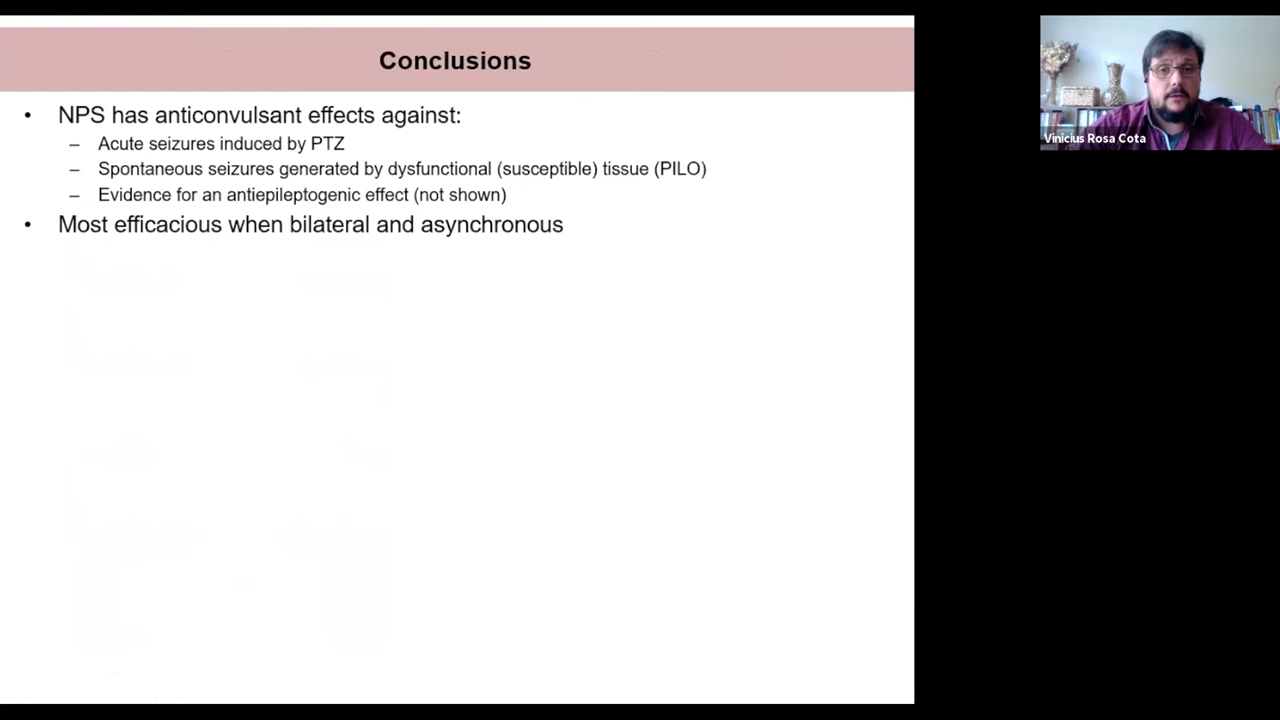 Conclusions
• NPS has anticonvulsant effects against:
– Acute seizures induced by PTZ
– Spontaneous seizures generated by dysfunctional (susceptible) tissue (PILO)
– Evidence for an antiepileptogenic effect (not shown)
• Most efficacious when bilateral and asynchronous
Vinicius Rosa Cota